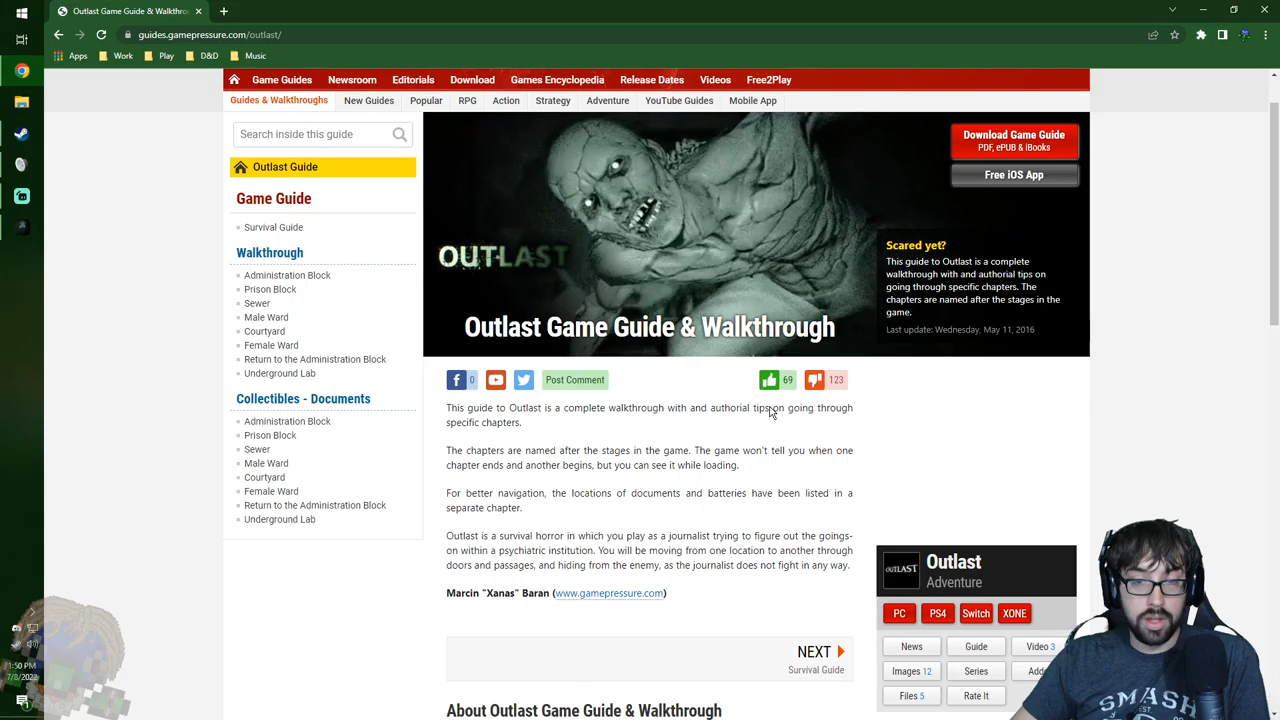 World of Warships - W
Outlast Game Guide & Walkthrou
guides.gamepressure.com/outlast/
Apps Work Play D&D Music
Game Guides Newsroom Editorials Download Games Encyclopedia Release Dates Videos Free2Play
Guides & Walkthroughs New Guides Popular RPG Action Strategy Adventure YouTube Guides Mobile App
Search inside this guide
Outlast Guide
Game Guide
Survival Guide
Walkthrough
Administration Block
Prison Block
Sewer
Male Ward
Courtyard
Female Ward
Return to the Administration Block
Underground Lab
Collectibles - Documents
Administration Block
Prison Block
Sewer
Male Ward
Courtyard
Female Ward
Return to the Administration Block
Underground Lab
OUTLAST
Outlast Game Guide & Walkthrough
Download Game Guide
PDF, ePUB & iBooks
Free iOS App
Scared yet?
This guide to Outlast is a complete
walkthrough with and authorial tips on
going through specific chapters. The
chapters are named after the stages in the
game.
Last update: Wednesday, May 11, 2016
0 Post Comment 69 123
This guide to Outlast is a complete walkthrough with and authorial tips on going through
specific chapters.
The chapters are named after the stages in the game. The game won't tell you when one
chapter ends and another begins, but you can see it while loading.
For better navigation, the locations of documents and batteries have been listed in a
separate chapter.
Outlast is a survival horror in which you play as a journalist trying to figure out the goings-
on within a psychiatric institution. You will be moving from one location to another through
doors and passages, and hiding from the enemy, as the journalist does not fight in any way.
Marcin "Xanas" Baran (www.gamepressure.com)
NEXT
Survival Guide
About Outlast Game Guide & Walkthrough
OUTLAST
Outlast
Adventure
PC PS4 Switch XONE
News Guide Video 3
Images 12 Series Add
Files 5 Rate It
1:50 PM
7/8/2022
SMASH